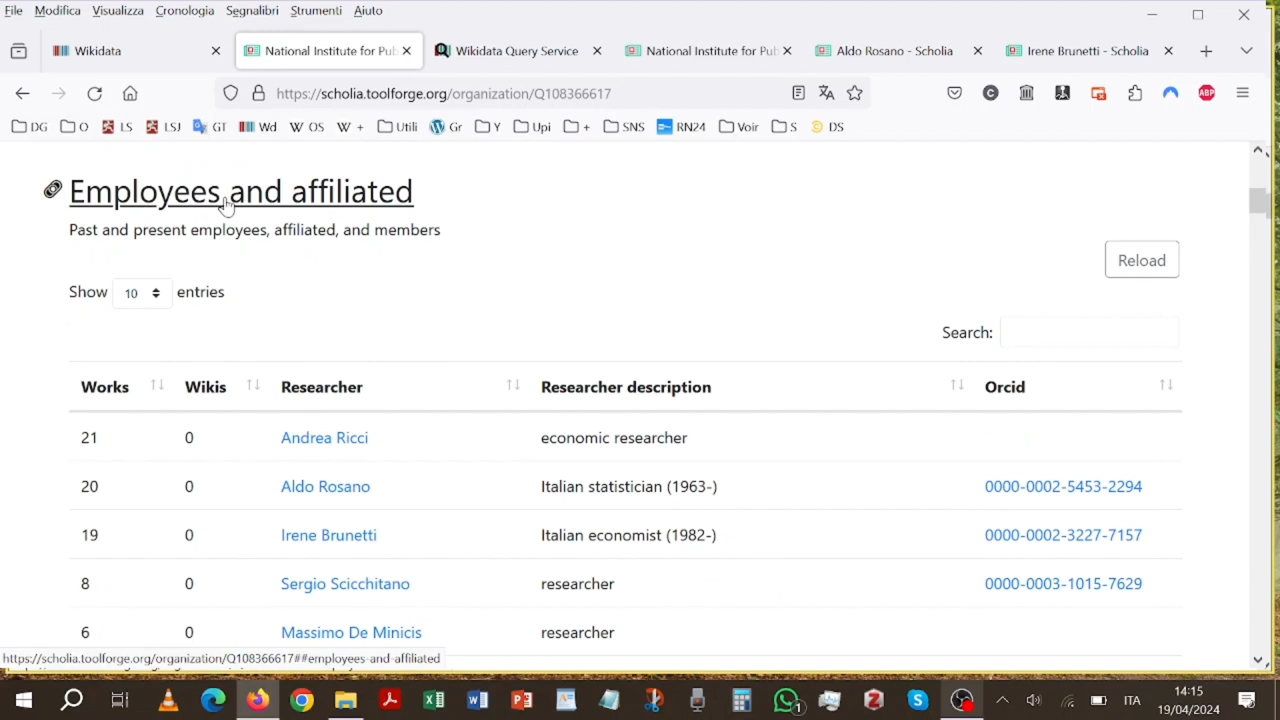 File Modifica Visualizza Cronologia Segnalibri Strumenti Aiuto
Wikidata National Institute for Pub Wikidata Query Service National Institute for Pub Aldo Rosano - Scholia Irene Brunetti - Scholia
https://scholia.toolforge.org/organization/Q108366617
DG O LS LSJ GT Wd OS + Utili Gr Y Upi + SNS RN24 Voir S DS
Employees and affiliated
Past and present employees, affiliated, and members
Reload
Show 10 entries
Search:
Works Wikis Researcher Researcher description Orcid
21 0 Andrea Ricci economic researcher
20 0 Aldo Rosano Italian statistician (1963-) 0000-0002-5453-2294
19 0 Irene Brunetti Italian economist (1982-) 0000-0002-3227-7157
8 0 Sergio Scicchitano researcher 0000-0003-1015-7629
6 0 Massimo De Minicis researcher
https://scholia.toolforge.org/organization/Q108366617##employees-and-affiliated
ITA 14:15
19/04/2024